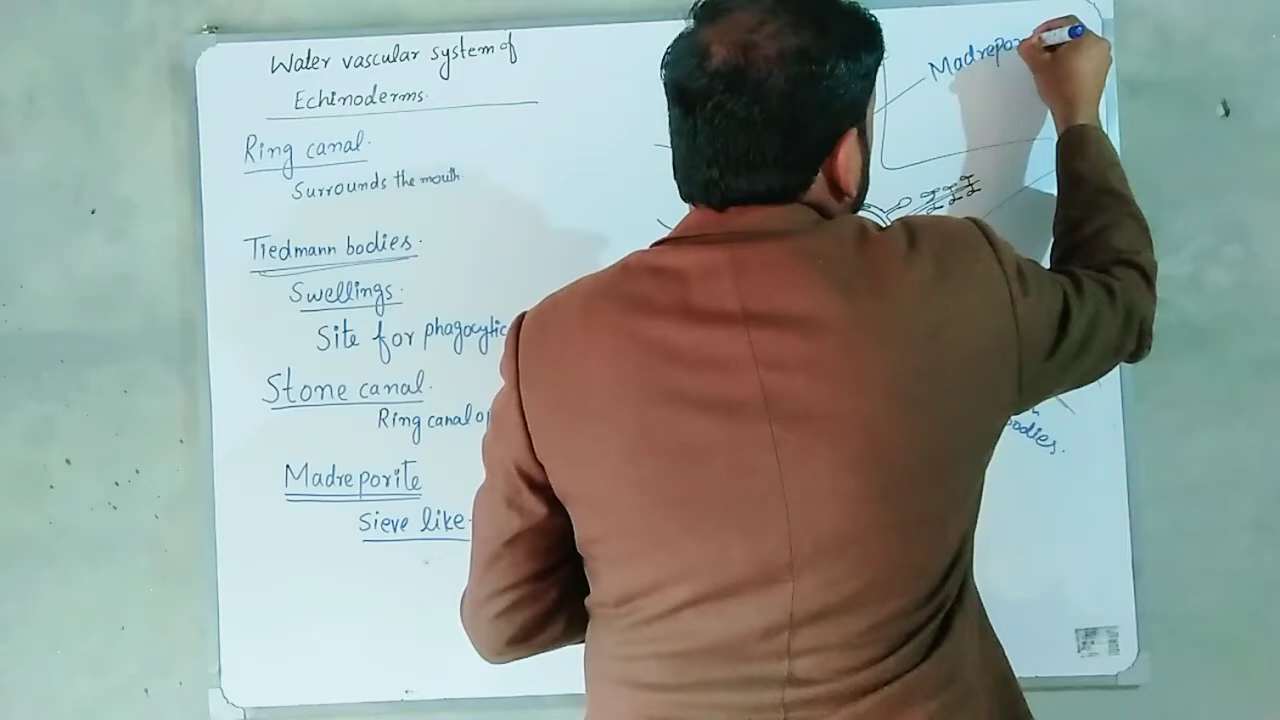 Water vascular system of
Echinoderms.
Ring canal.
Surrounds the mouth.
Tiedmann bodies.
Swellings.
Site for phagocytic
Stone canal.
Ring canal
Madreporite
Sieve like
Madrepor
bodies.